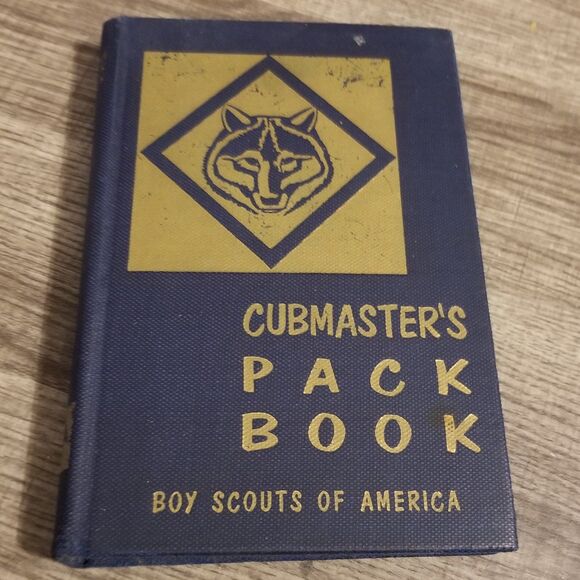 CUBMASTER'S
PACK
BOOK
BOY SCOUTS OF AMERICA